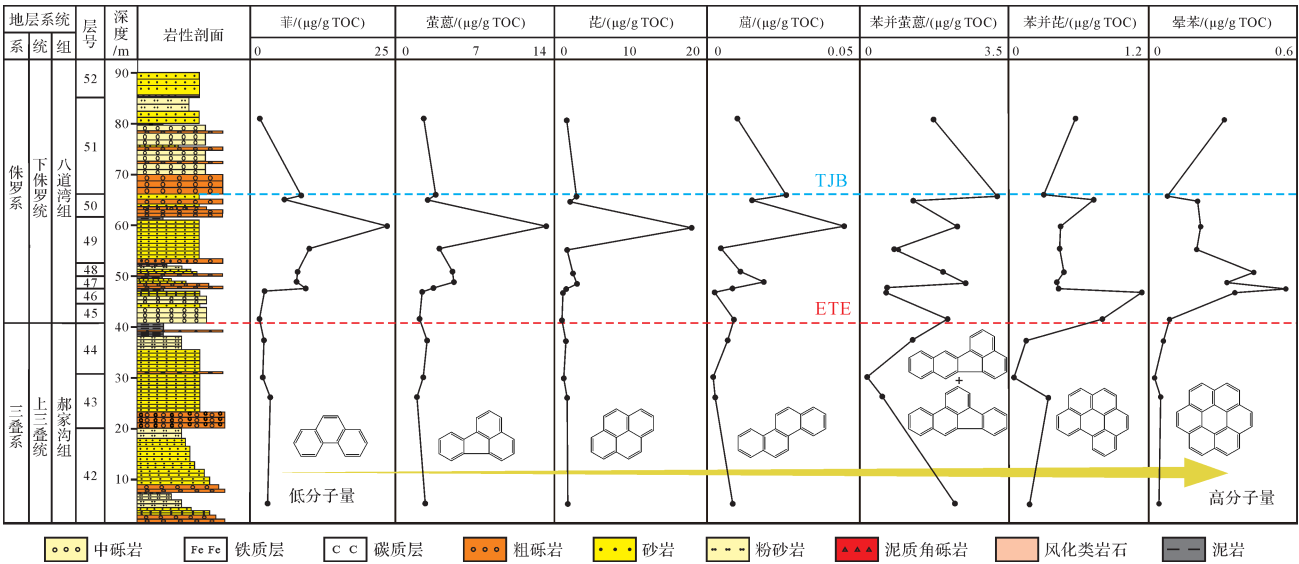 地层系统
系
统
组
层号
深度/m
岩性剖面
菲/(μg/g TOC)
0 25
萤蒽/(μg/g TOC)
0 7 14
芘/(μg/g TOC)
0 10 20
䓛/(μg/g TOC)
0 0.05
苯并萤蒽/(μg/g TOC)
0 3.5
苯并芘/(μg/g TOC)
0 1.2
晕苯/(μg/g TOC)
0 0.6
侏罗系
下侏罗统
八道湾组
三叠系
上三叠统
郝家沟组
52
51
50
49
48
47
46
45
44
43
42
90
80
70
60
50
40
30
20
10
TJB
ETE
+
低分子量
高分子量
中砾岩
Fe Fe 铁质层
C C 碳质层
粗砾岩
砂岩
粉砂岩
泥质角砾岩
风化类岩石
泥岩